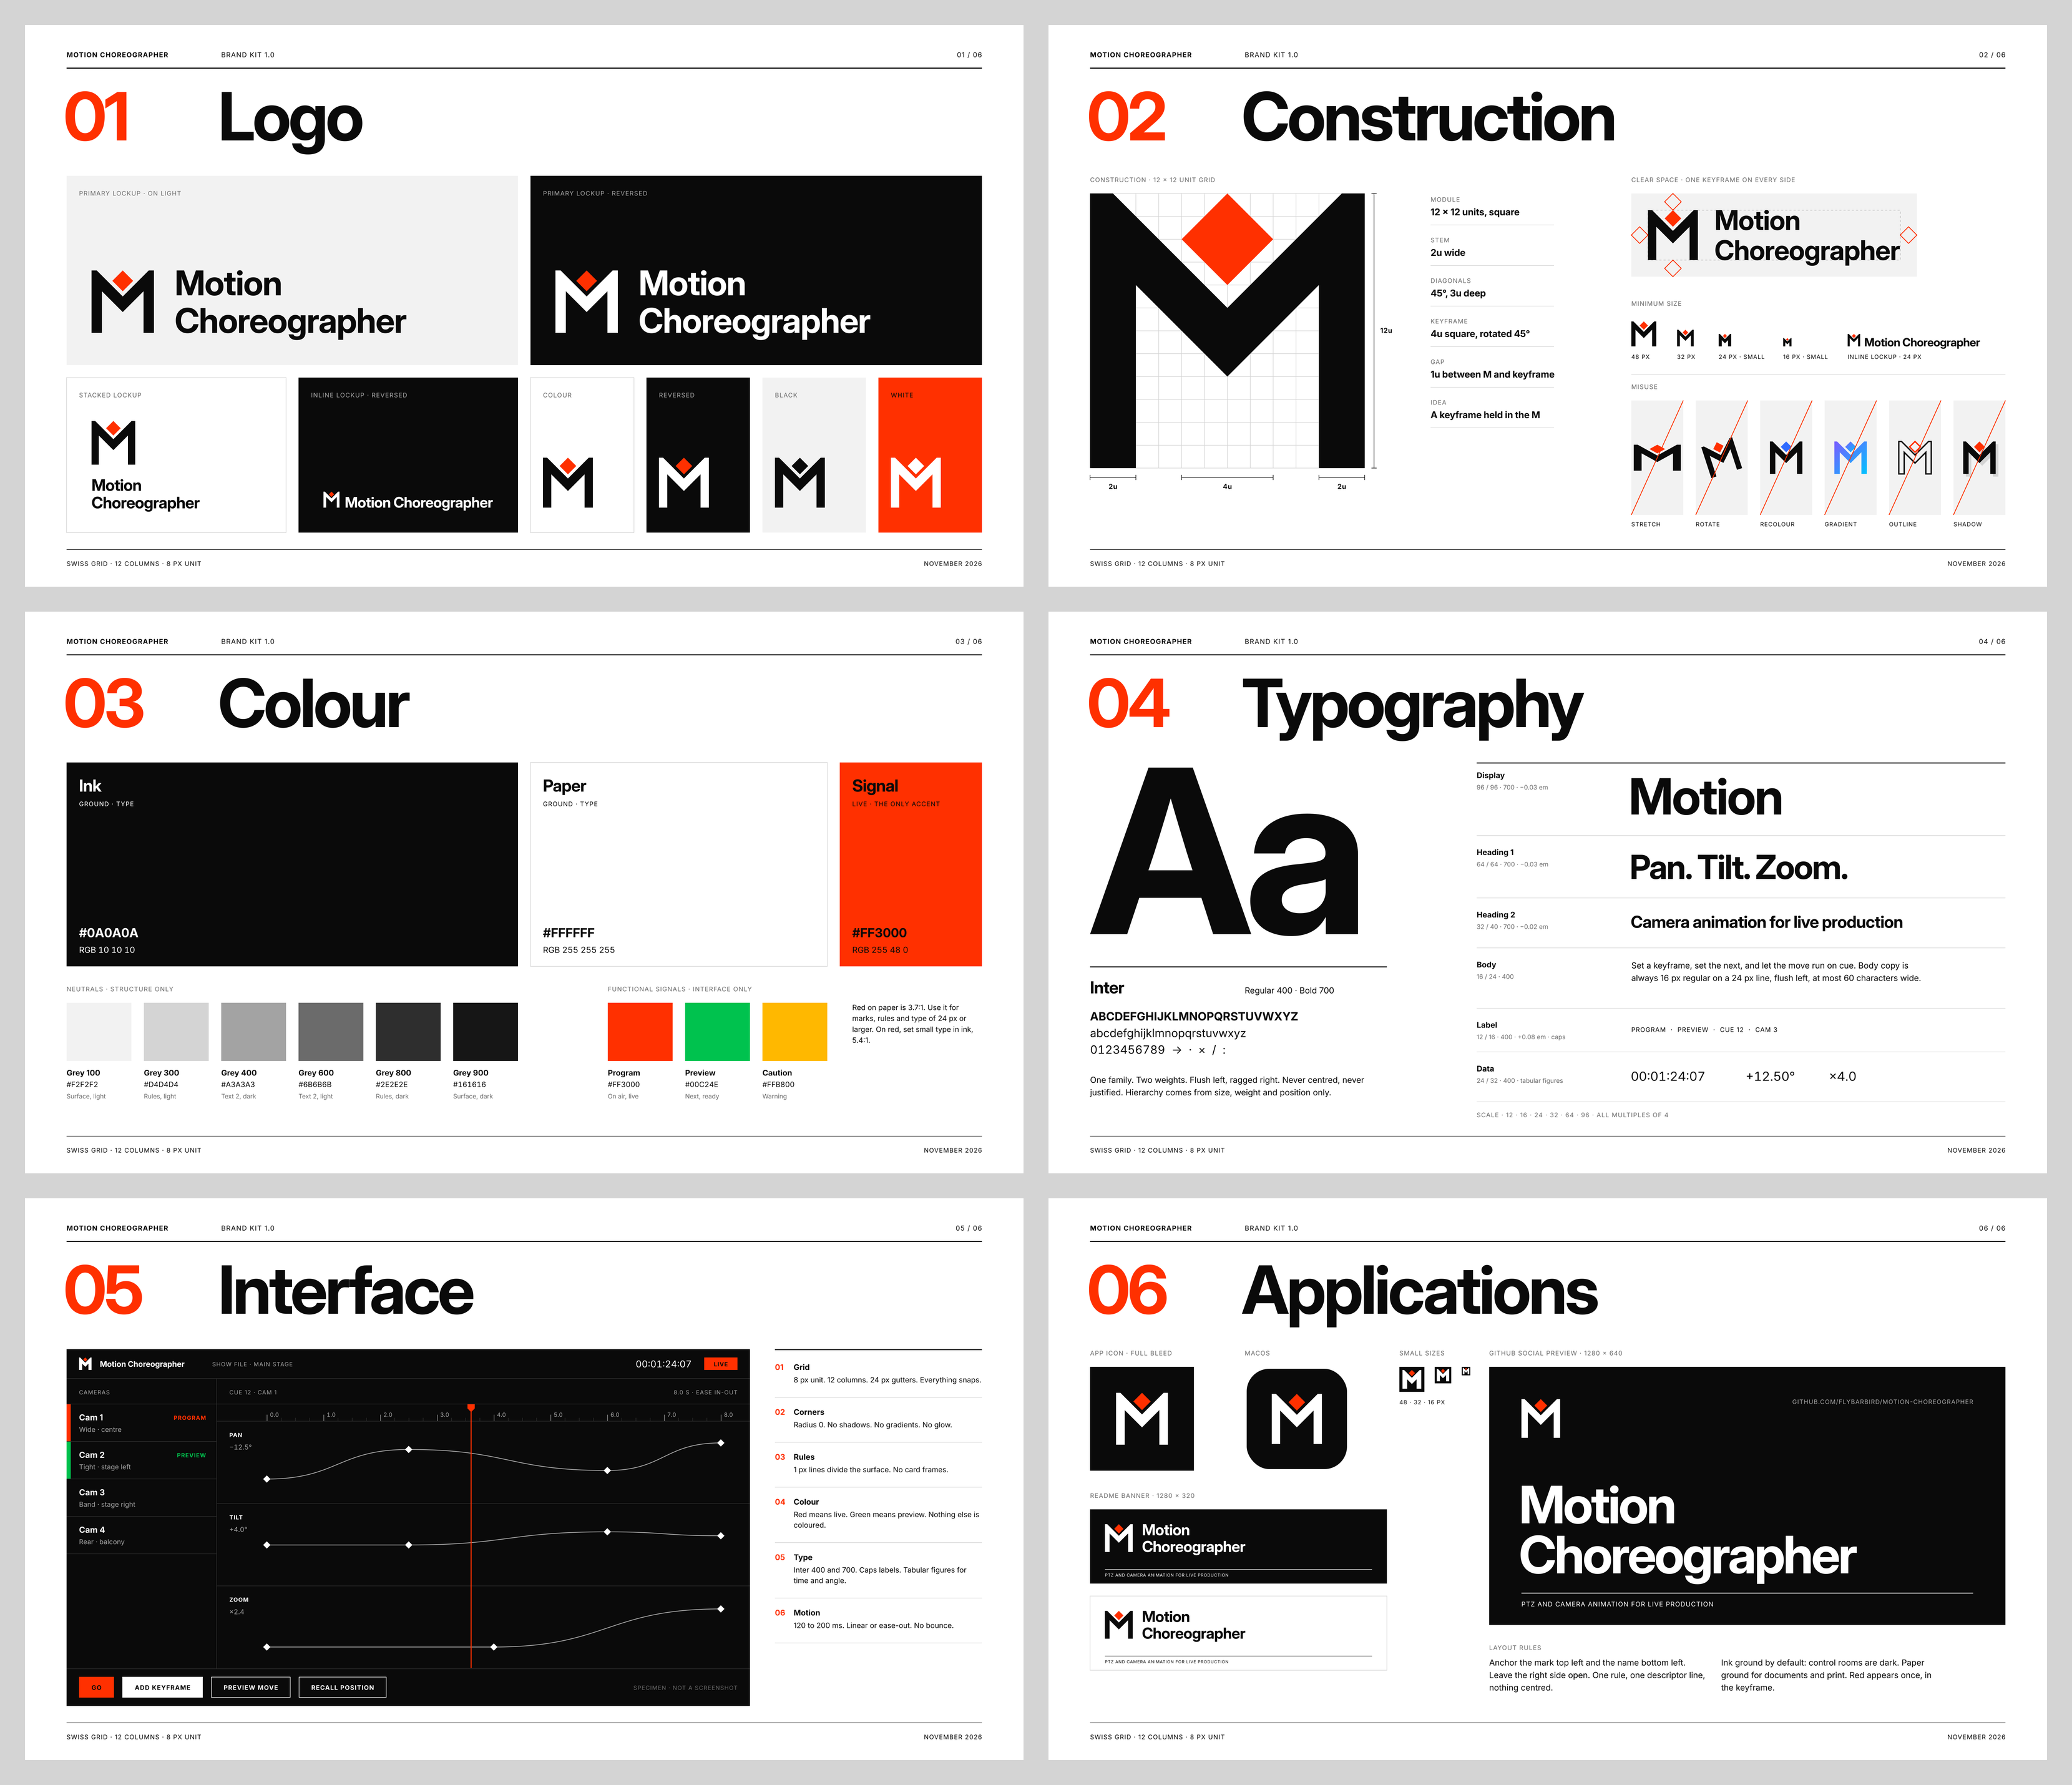 MOTION CHOREOGRAPHER BRAND KIT 1.0 01 / 06
01 Logo
PRIMARY LOCKUP · ON LIGHT
Motion
Choreographer
PRIMARY LOCKUP · REVERSED
Motion
Choreographer
STACKED LOCKUP
Motion
Choreographer
INLINE LOCKUP · REVERSED
Motion Choreographer
COLOUR
REVERSED
BLACK
WHITE
SWISS GRID · 12 COLUMNS · 8 PX UNIT NOVEMBER 2026
MOTION CHOREOGRAPHER BRAND KIT 1.0 02 / 06
02 Construction
CONSTRUCTION · 12 × 12 UNIT GRID
12u
2u 4u 2u
MODULE
12 × 12 units, square
STEM
2u wide
DIAGONALS
45°, 3u deep
KEYFRAME
4u square, rotated 45°
GAP
1u between M and keyframe
IDEA
A keyframe held in the M
CLEAR SPACE · ONE KEYFRAME ON EVERY SIDE
Motion
Choreographer
MINIMUM SIZE
Motion Choreographer
48 PX 32 PX 24 PX · SMALL 16 PX · SMALL INLINE LOCKUP · 24 PX
MISUSE
STRETCH ROTATE RECOLOUR GRADIENT OUTLINE SHADOW
SWISS GRID · 12 COLUMNS · 8 PX UNIT NOVEMBER 2026
MOTION CHOREOGRAPHER BRAND KIT 1.0 03 / 06
03 Colour
Ink
GROUND · TYPE
#0A0A0A
RGB 10 10 10
Paper
GROUND · TYPE
#FFFFFF
RGB 255 255 255
Signal
LIVE · THE ONLY ACCENT
#FF3000
RGB 255 48 0
NEUTRALS · STRUCTURE ONLY
Grey 100
#F2F2F2
Surface, light
Grey 300
#D4D4D4
Rules, light
Grey 400
#A3A3A3
Text 2, dark
Grey 600
#6B6B6B
Text 2, light
Grey 800
#2E2E2E
Rules, dark
Grey 900
#161616
Surface, dark
FUNCTIONAL SIGNALS · INTERFACE ONLY
Program
#FF3000
On air, live
Preview
#00C24E
Next, ready
Caution
#FFB800
Warning
Red on paper is 3.7:1. Use it for
marks, rules and type of 24 px or
larger. On red, set small type in ink,
5.4:1.
SWISS GRID · 12 COLUMNS · 8 PX UNIT NOVEMBER 2026
MOTION CHOREOGRAPHER BRAND KIT 1.0 04 / 06
04 Typography
Aa
Inter Regular 400 · Bold 700
ABCDEFGHIJKLMNOPQRSTUVWXYZ
abcdefghijklmnopqrstuvwxyz
0123456789 → · × / :
One family. Two weights. Flush left, ragged right. Never centred, never
justified. Hierarchy comes from size, weight and position only.
Display
96 / 96 · 700 · −0.03 em
Motion
Heading 1
64 / 64 · 700 · −0.03 em
Pan. Tilt. Zoom.
Heading 2
32 / 40 · 700 · −0.02 em
Camera animation for live production
Body
16 / 24 · 400
Set a keyframe, set the next, and let the move run on cue. Body copy is
always 16 px regular on a 24 px line, flush left, at most 60 characters wide.
Label
12 / 16 · 400 · +0.08 em · caps
PROGRAM · PREVIEW · CUE 12 · CAM 3
Data
24 / 32 · 400 · tabular figures
00:01:24:07 +12.50° ×4.0
SCALE · 12 · 16 · 24 · 32 · 64 · 96 · ALL MULTIPLES OF 4
SWISS GRID · 12 COLUMNS · 8 PX UNIT NOVEMBER 2026
MOTION CHOREOGRAPHER BRAND KIT 1.0 05 / 06
05 Interface
Motion Choreographer SHOW FILE · MAIN STAGE 00:01:24:07 LIVE
CAMERAS
Cam 1 PROGRAM
Wide · centre
Cam 2 PREVIEW
Tight · stage left
Cam 3
Band · stage right
Cam 4
Rear · balcony
CUE 12 · CAM 1 8.0 S · EASE IN-OUT
0.0 1.0 2.0 3.0 4.0 5.0 6.0 7.0 8.0
PAN
−12.5°
TILT
+4.0°
ZOOM
×2.4
GO ADD KEYFRAME PREVIEW MOVE RECALL POSITION SPECIMEN · NOT A SCREENSHOT
01 Grid
8 px unit. 12 columns. 24 px gutters. Everything snaps.
02 Corners
Radius 0. No shadows. No gradients. No glow.
03 Rules
1 px lines divide the surface. No card frames.
04 Colour
Red means live. Green means preview. Nothing else is
coloured.
05 Type
Inter 400 and 700. Caps labels. Tabular figures for
time and angle.
06 Motion
120 to 200 ms. Linear or ease-out. No bounce.
SWISS GRID · 12 COLUMNS · 8 PX UNIT NOVEMBER 2026
MOTION CHOREOGRAPHER BRAND KIT 1.0 06 / 06
06 Applications
APP ICON · FULL BLEED
MACOS
SMALL SIZES
48 · 32 · 16 PX
README BANNER · 1280 × 320
Motion
Choreographer
PTZ AND CAMERA ANIMATION FOR LIVE PRODUCTION
Motion
Choreographer
PTZ AND CAMERA ANIMATION FOR LIVE PRODUCTION
GITHUB SOCIAL PREVIEW · 1280 × 640
GITHUB.COM/FLYBARBIRD/MOTION-CHOREOGRAPHER
Motion
Choreographer
PTZ AND CAMERA ANIMATION FOR LIVE PRODUCTION
LAYOUT RULES
Anchor the mark top left and the name bottom left.
Leave the right side open. One rule, one descriptor line,
nothing centred.
Ink ground by default: control rooms are dark. Paper
ground for documents and print. Red appears once, in
the keyframe.
SWISS GRID · 12 COLUMNS · 8 PX UNIT NOVEMBER 2026